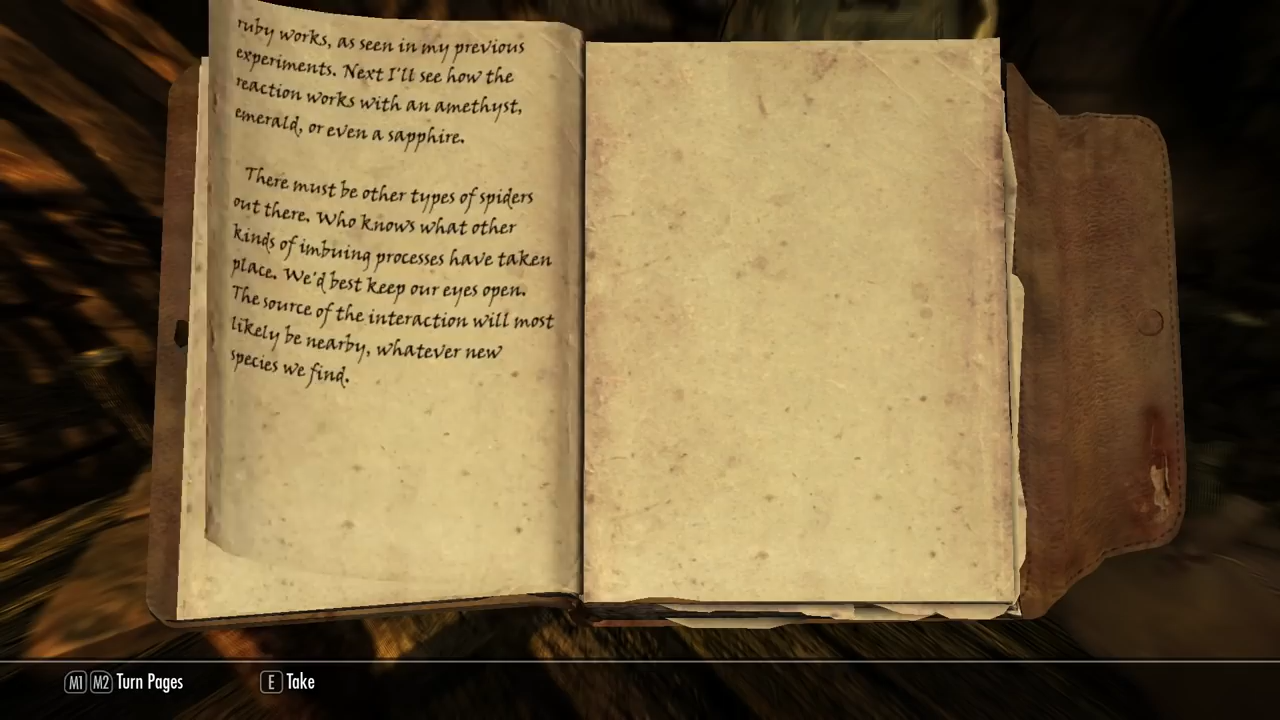 ruby works, as seen in my previous
experiments. Next I'll see how the
reaction works with an amethyst,
emerald, or even a sapphire.
There must be other types of spiders
out there. Who knows what other
kinds of imbuing processes have taken
place. We'd best keep our eyes open.
The source of the interaction will most
likely be nearby, whatever new
species we find.
M1 M2 Turn Pages
E Take